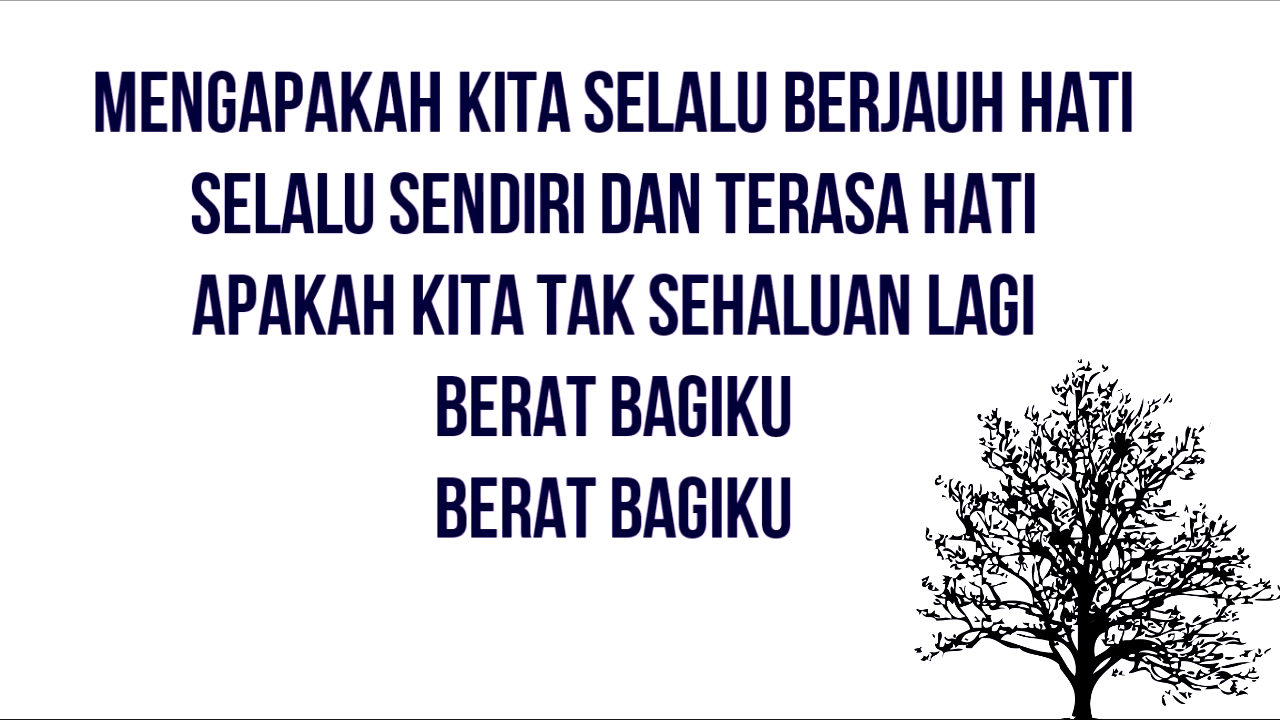 MENGAPAKAH KITA SELALU BERJAUH HATI
SELALU SENDIRI DAN TERASA HATI
APAKAH KITA TAK SEHALUAN LAGI
BERAT BAGIKU
BERAT BAGIKU